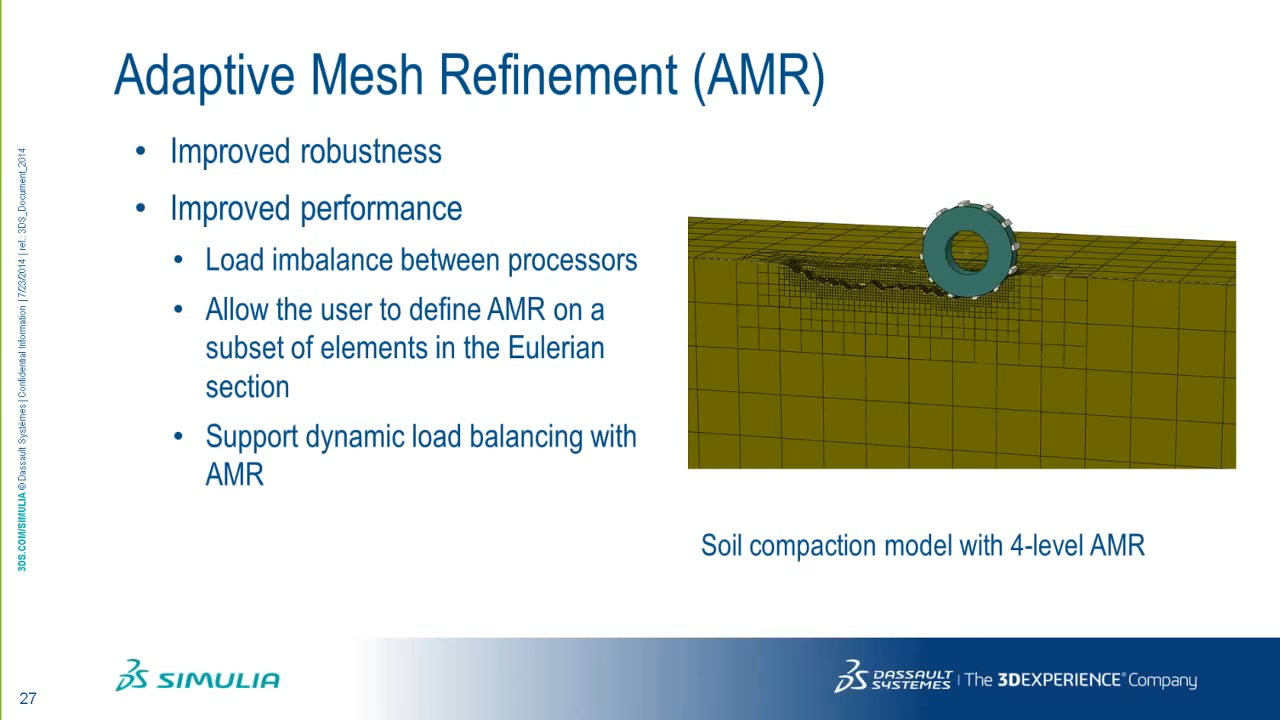 Adaptive Mesh Refinement (AMR)
• Improved robustness
• Improved performance
• Load imbalance between processors
• Allow the user to define AMR on a
subset of elements in the Eulerian
section
• Support dynamic load balancing with
AMR
Soil compaction model with 4-level AMR
3DS.COM/SIMULIA © Dassault Systèmes | Confidential Information | 7/23/2014 | ref.: 3DS_Document_2014
27
SIMULIA
DASSAULT
SYSTEMES | The 3DEXPERIENCE® Company